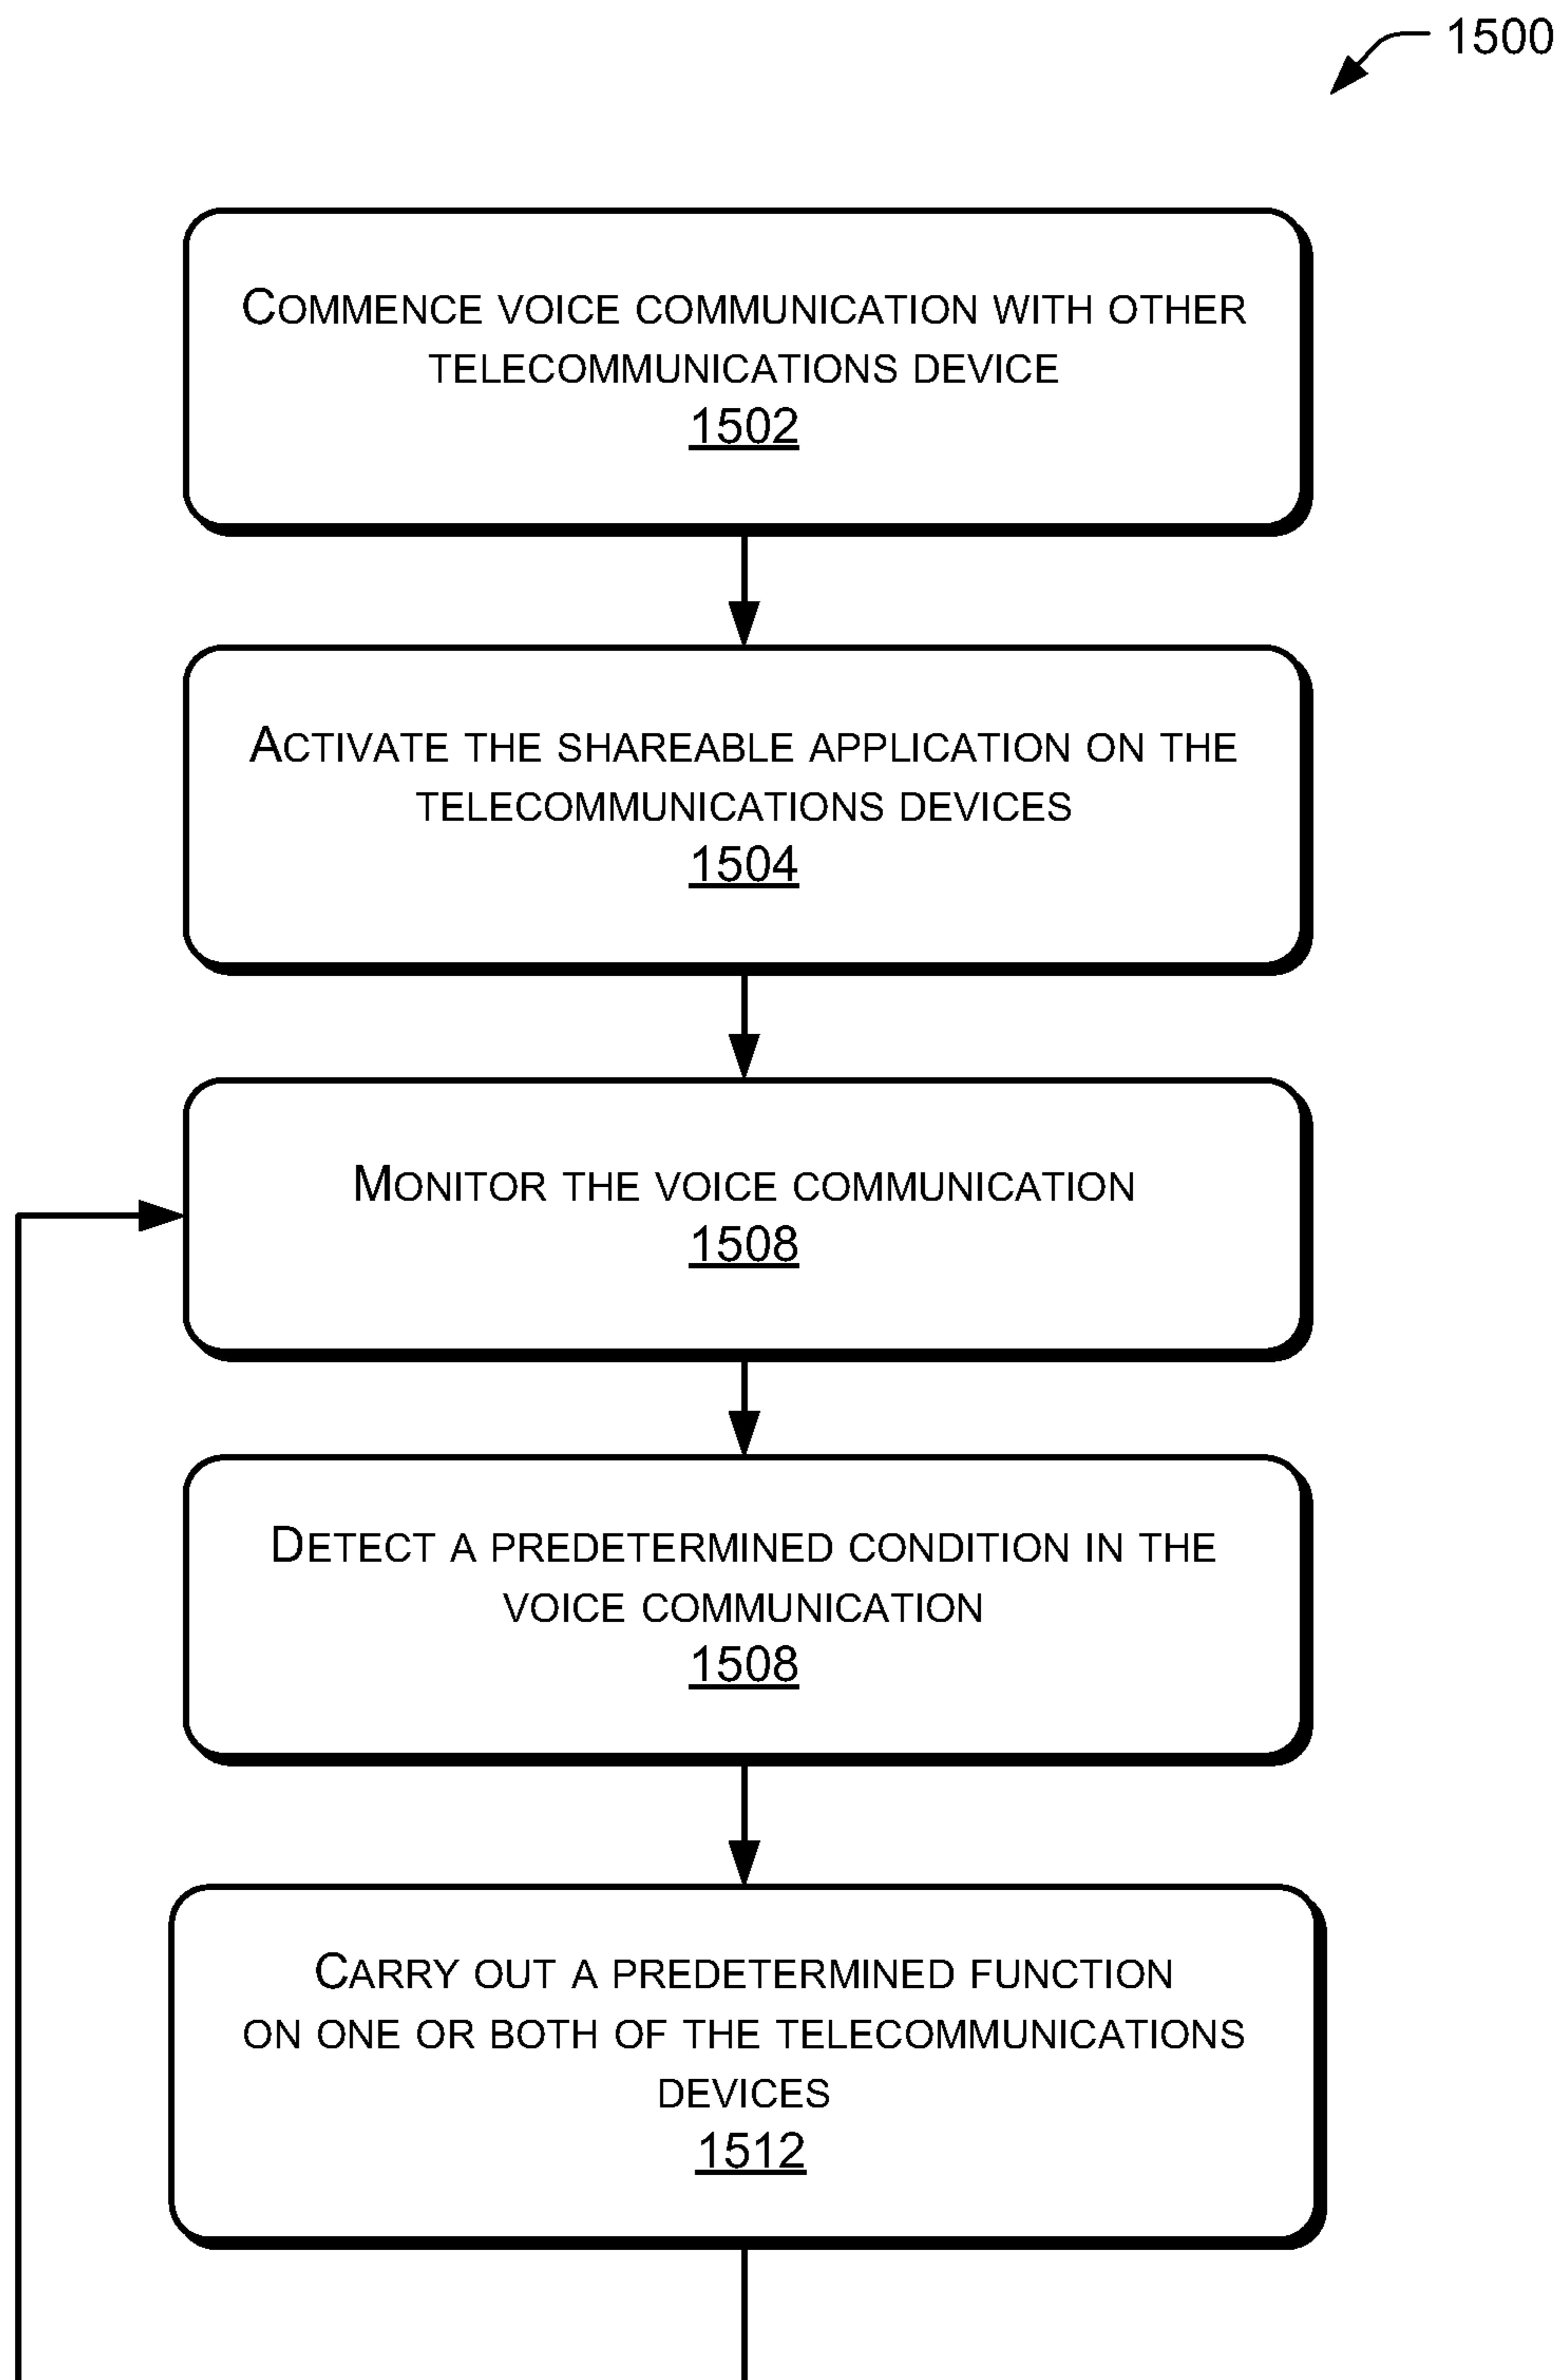 1500
COMMENCE VOICE COMMUNICATION WITH OTHER
TELECOMMUNICATIONS DEVICE
1502
ACTIVATE THE SHAREABLE APPLICATION ON THE
TELECOMMUNICATIONS DEVICES
1504
MONITOR THE VOICE COMMUNICATION
1508
DETECT A PREDETERMINED CONDITION IN THE
VOICE COMMUNICATION
1508
CARRY OUT A PREDETERMINED FUNCTION
ON ONE OR BOTH OF THE TELECOMMUNICATIONS
DEVICES
1512